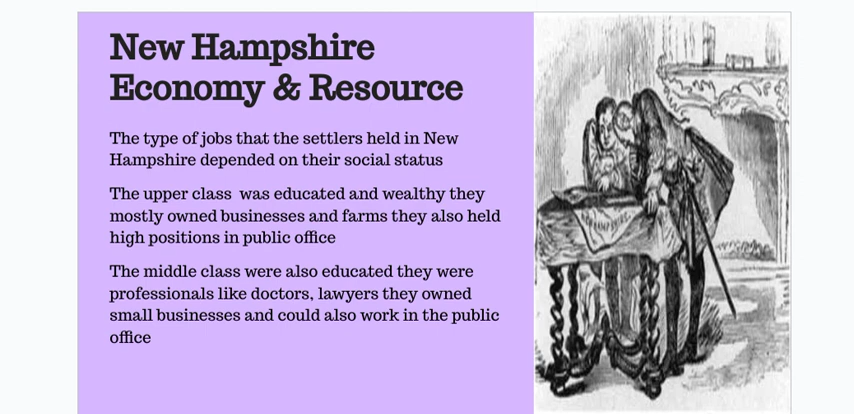 New Hampshire
Economy & Resource
The type of jobs that the settlers held in New
Hampshire depended on their social status
The upper class  was educated and wealthy they
mostly owned businesses and farms they also held
high positions in public office
The middle class were also educated they were
professionals like doctors, lawyers they owned
small businesses and could also work in the public
office